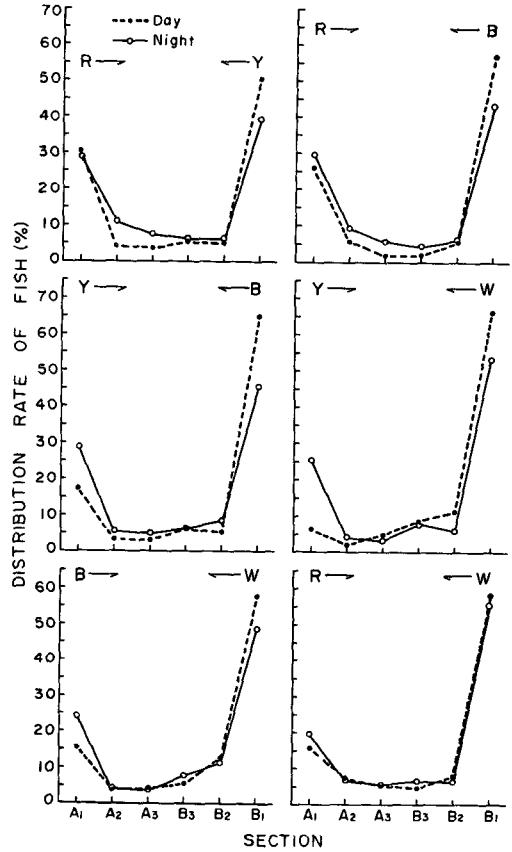 DISTRIBUTION RATE OF FISH (%)
70
60
50
40
30
20
10
0
Day
Night
R Y
R B
70
60
50
40
30
20
10
0
Y B
Y W
60
50
40
30
20
10
0
B W
R W
A1 A2 A3 B3 B2 B1
A1 A2 A3 B3 B2 B1
SECTION